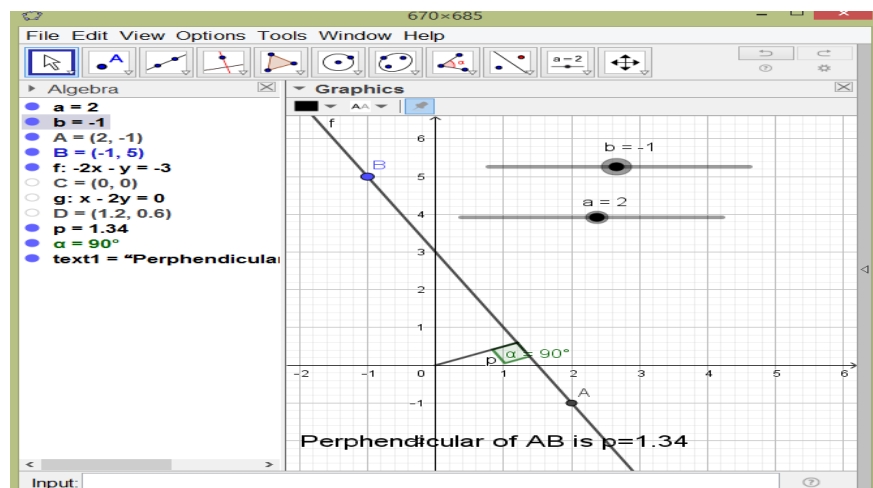 670×685
File Edit View Options Tools Window Help
A
a=2
Algebra
Graphics
AA
a = 2
b = -1
A = (2, -1)
B = (-1, 5)
f: -2x - y = -3
C = (0, 0)
g: x - 2y = 0
D = (1.2, 0.6)
p = 1.34
α = 90°
text1 = “Perphendicula
f
6
b = -1
B
5
a = 2
4
3
2
1
p
α = 90°
-2 -1 0 1 2 3 4 5 6
A
-1
Perphendicular of AB is p=1.34
Input: